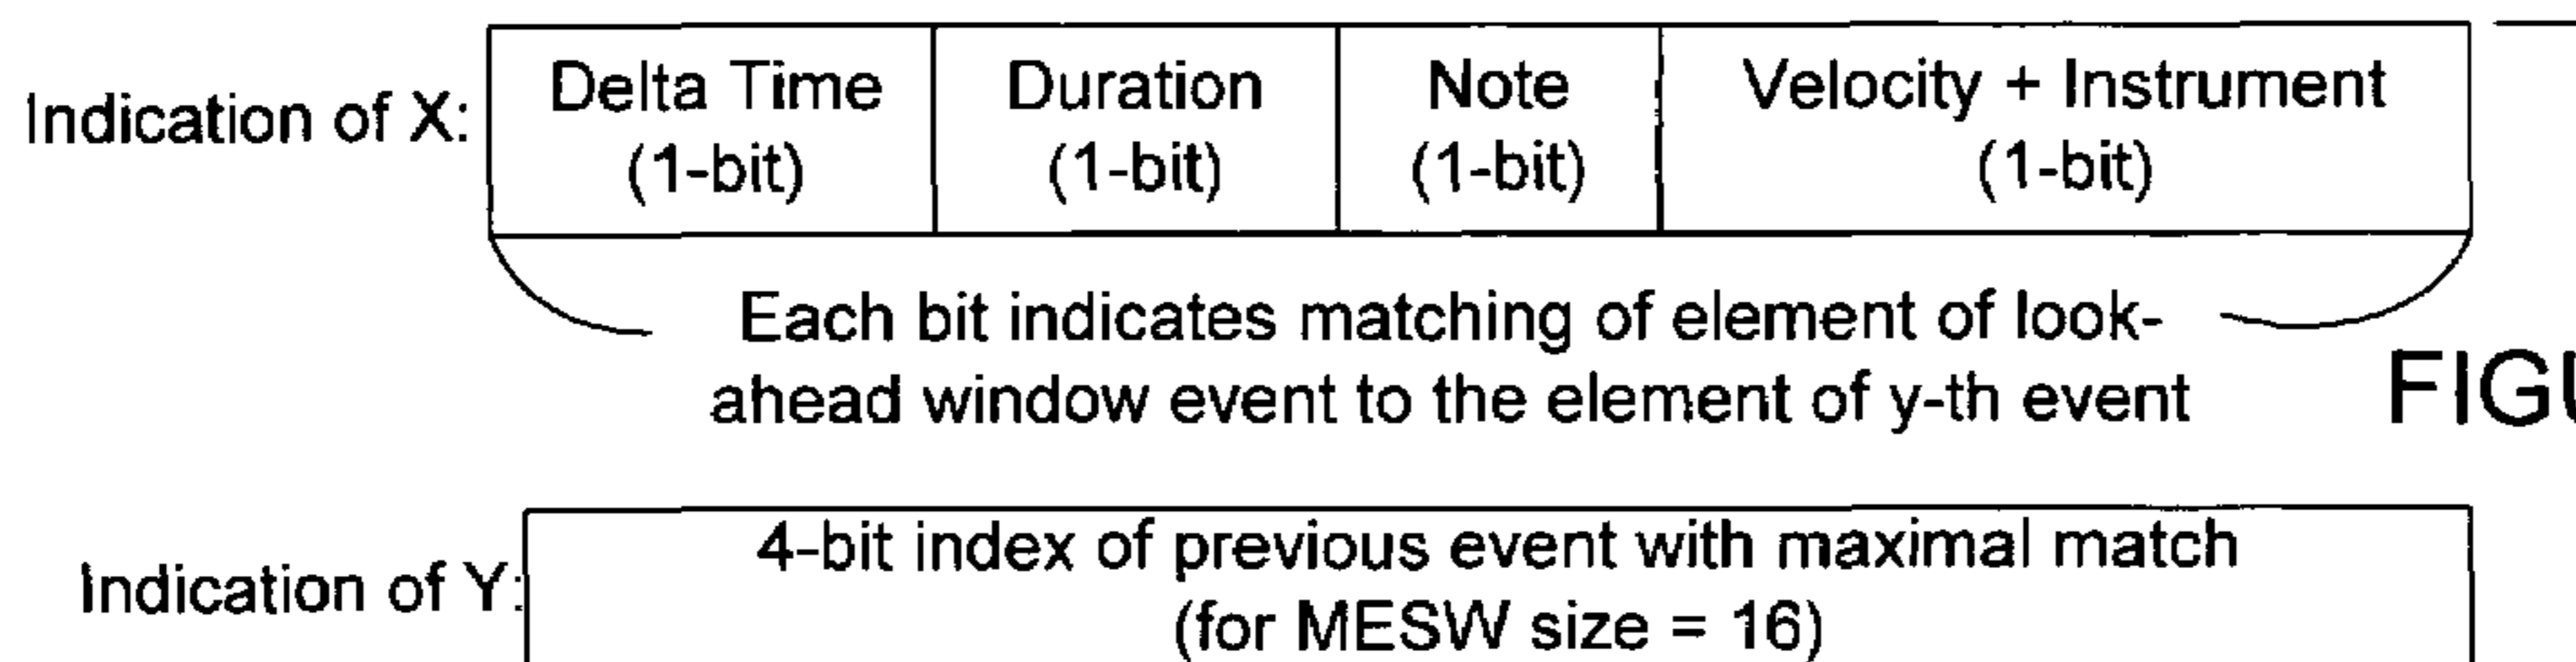 Indication of X:
Delta Time
(1-bit)
Duration
(1-bit)
Note
(1-bit)
Velocity + Instrument
(1-bit)
Each bit indicates matching of element of look-
ahead window event to the element of y-th event
Indication of Y:
4-bit index of previous event with maximal match
(for MESW size = 16)